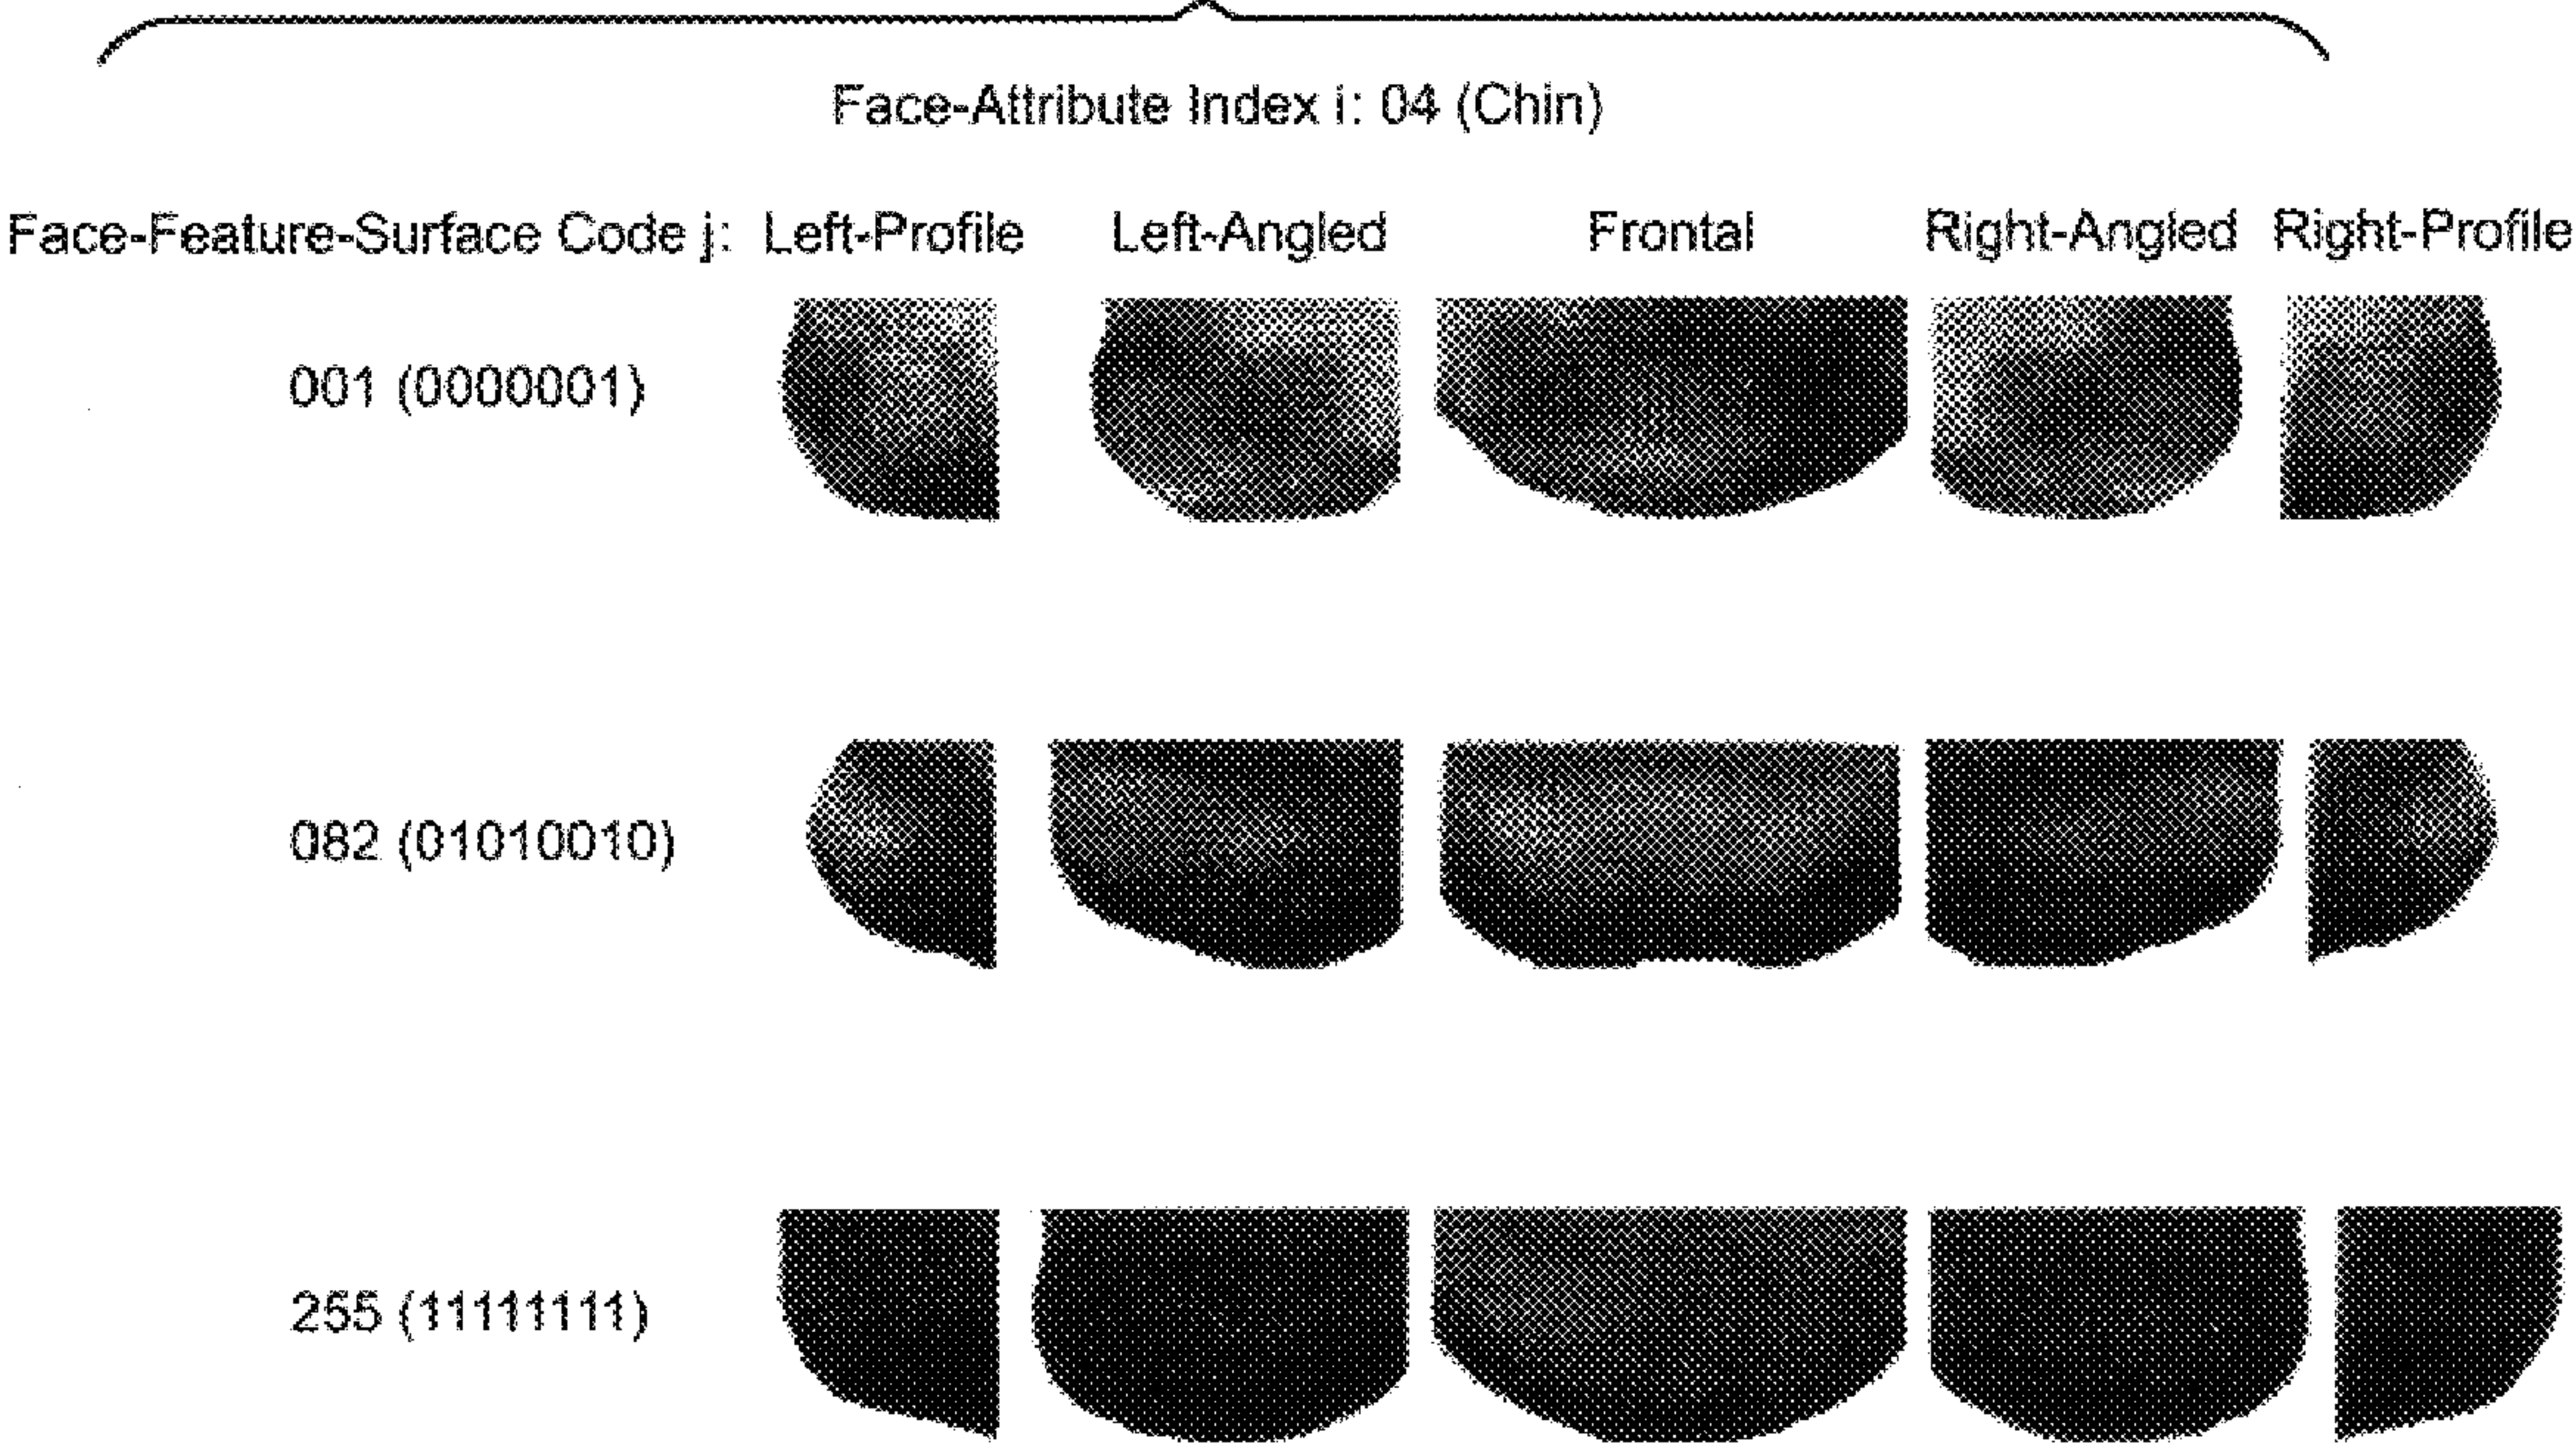 Face-Attribute Index i: 04 (Chin)
Face-Feature-Surface Code j: Left-Profile Left-Angled Frontal Right-Angled Right-Profile
001 (0000001)
082 (01010010)
255 (11111111)